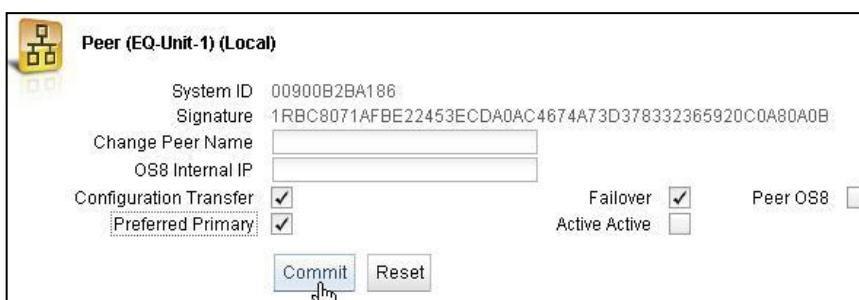 Peer (EQ-Unit-1) (Local)
System ID 00900B2BA186
Signature 1RBC8071AFBE22453ECDA0AC4674A73D378332365920C0A80A0B
Change Peer Name
OS8 Internal IP
Configuration Transfer Failover Peer OS8
Preferred Primary Active Active
Commit Reset